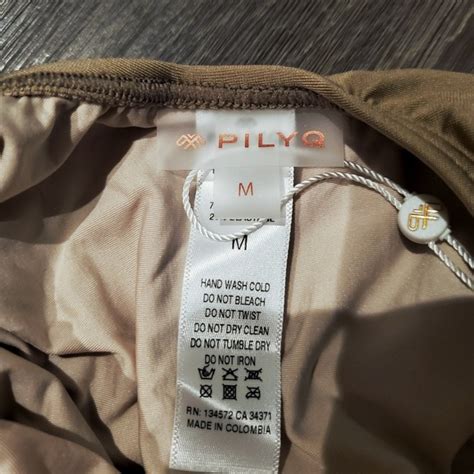 PILYQ
M
M
HAND WASH COLD
DO NOT BLEACH
DO NOT TWIST
DO NOT DRY CLEAN
DO NOT TUMBLE DRY
DO NOT IRON
RN: 134572 CA 34371
MADE IN COLOMBIA